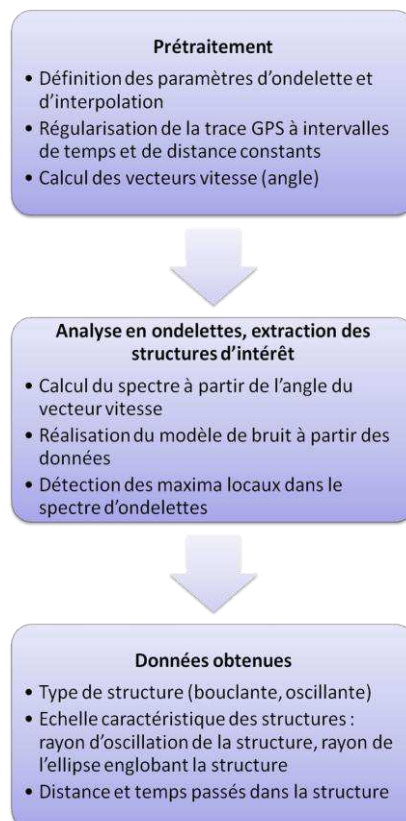 Prétraitement
• Définition des paramètres d'ondelette et
d'interpolation
• Régularisation de la trace GPS à intervalles
de temps et de distance constants
• Calcul des vecteurs vitesse (angle)
Analyse en ondelettes, extraction des
structures d'intérêt
• Calcul du spectre à partir de l'angle du
vecteur vitesse
• Réalisation du modèle de bruit à partir des
données
• Détection des maxima locaux dans le
spectre d'ondelettes
Données obtenues
• Type de structure (bouclante, oscillante)
• Echelle caractéristique des structures :
rayon d'oscillation de la structure, rayon de
l'ellipse englobant la structure
• Distance et temps passés dans la structure